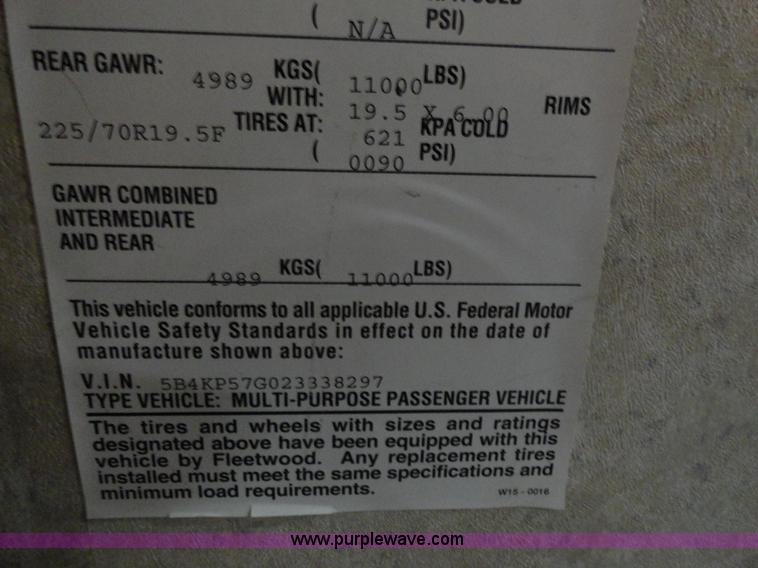 ( N/A PSI)
REAR GAWR: 4989 KGS( 11000 LBS)
WITH: 19.5 X 6.00 RIMS
225/70R19.5F TIRES AT: 621 KPA COLD
( 0090 PSI)
GAWR COMBINED
INTERMEDIATE
AND REAR
4989 KGS( 11000 LBS)
This vehicle conforms to all applicable U.S. Federal Motor
Vehicle Safety Standards in effect on the date of
manufacture shown above:
V.I.N. 5B4KP57G023338297
TYPE VEHICLE: MULTI-PURPOSE PASSENGER VEHICLE
The tires and wheels with sizes and ratings
designated above have been equipped with this
vehicle by Fleetwood. Any replacement tires
installed must meet the same specifications and
minimum load requirements.
W15-0016
www.purplewave.com